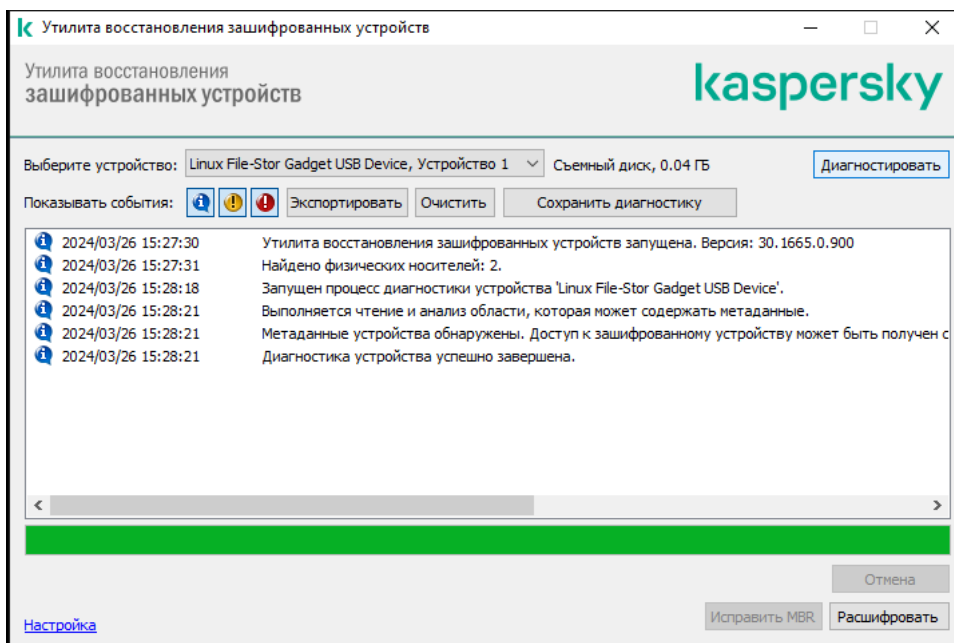 Утилита восстановления зашифрованных устройств
Утилита восстановления
зашифрованных устройств
kaspersky
Выберите устройство: Linux File-Stor Gadget USB Device, Устройство 1 Съемный диск, 0.04 ГБ Диагностировать
Показывать события: Экспортировать Очистить Сохранить диагностику
2024/03/26 15:27:30 Утилита восстановления зашифрованных устройств запущена. Версия: 30.1665.0.900
2024/03/26 15:27:31 Найдено физических носителей: 2.
2024/03/26 15:28:18 Запущен процесс диагностики устройства 'Linux File-Stor Gadget USB Device'.
2024/03/26 15:28:21 Выполняется чтение и анализ области, которая может содержать метаданные.
2024/03/26 15:28:21 Метаданные устройства обнаружены. Доступ к зашифрованному устройству может быть получен с
2024/03/26 15:28:21 Диагностика устройства успешно завершена.
Отмена
Настройка Исправить MBR Расшифровать